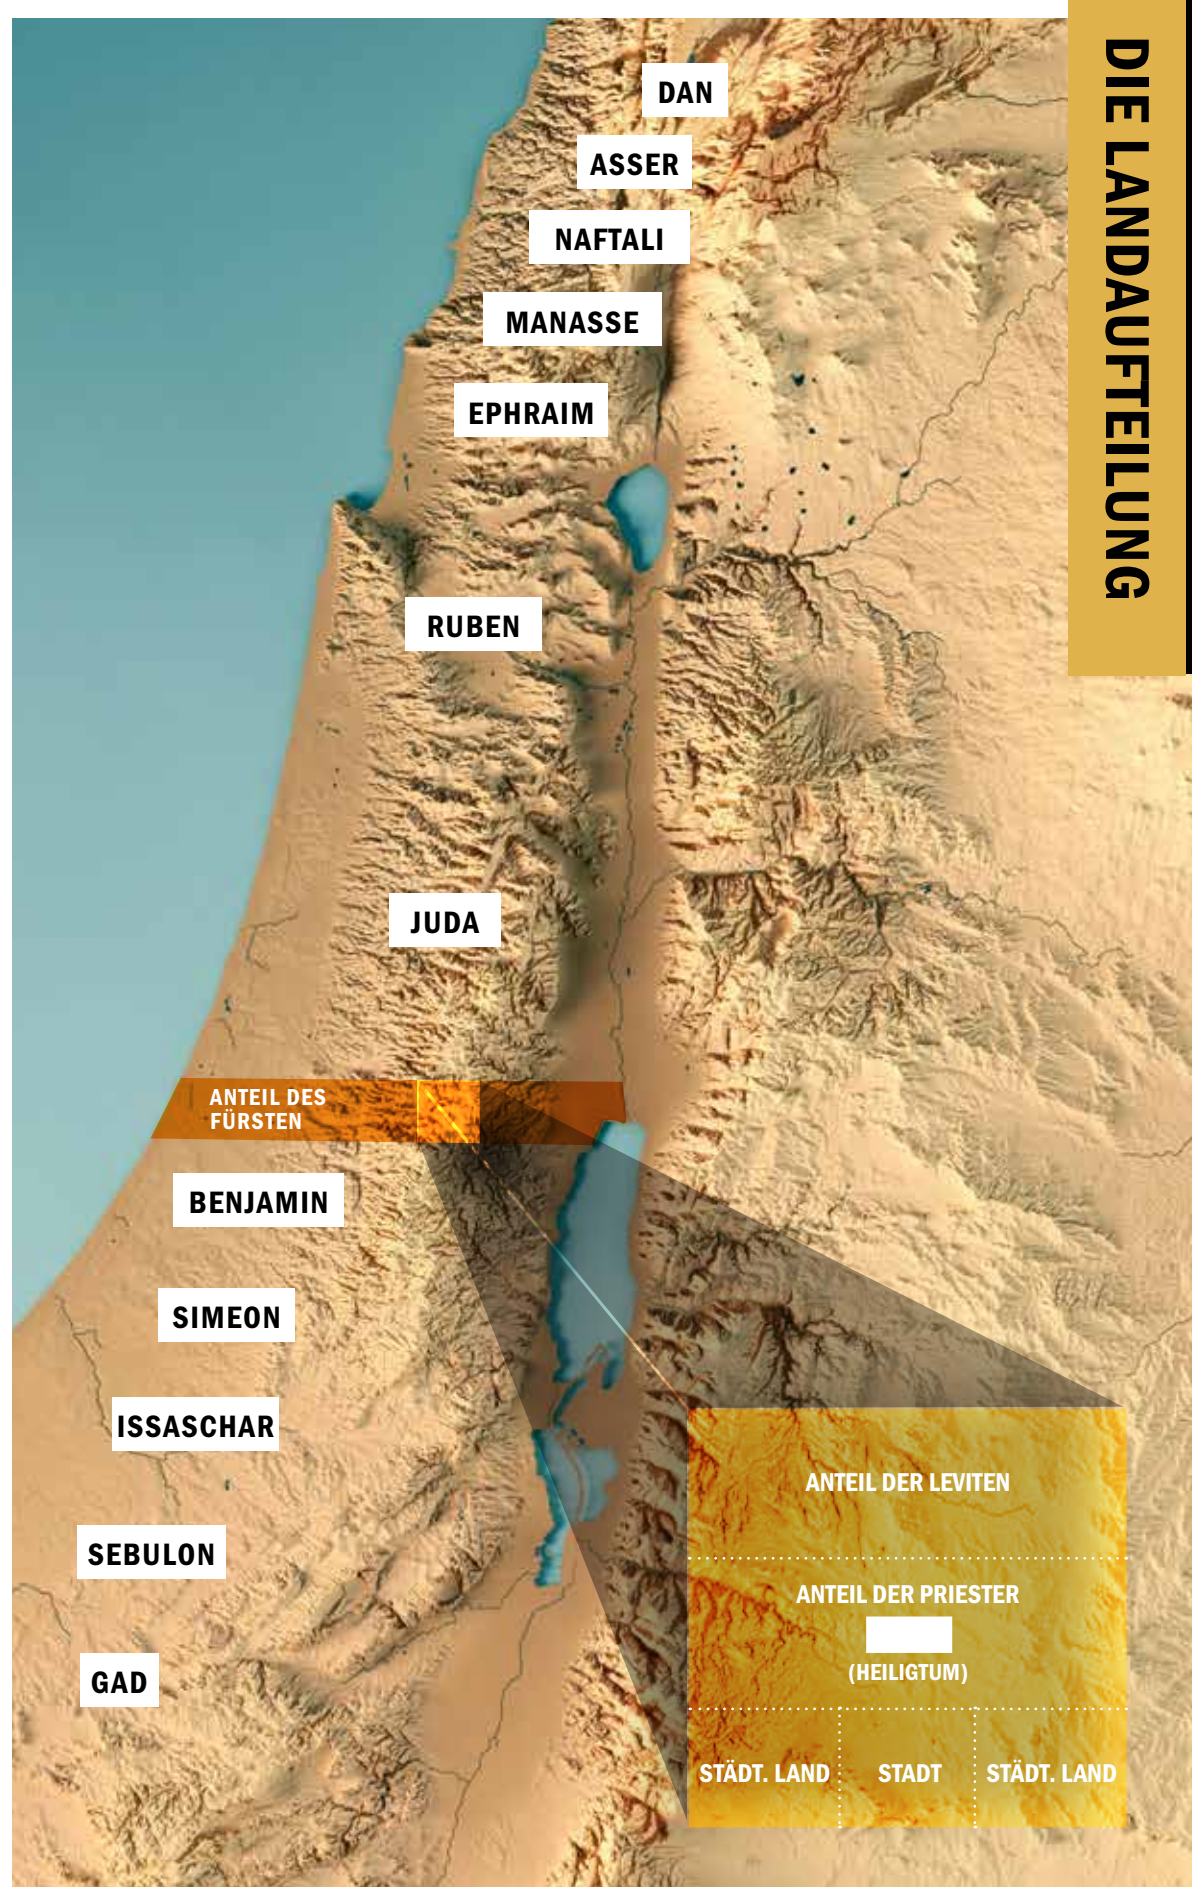 DIE LANDAUFTEILUNG
DAN
ASSER
NAFTALI
MANASSE
EPHRAIM
RUBEN
JUDA
ANTEIL DES
FÜRSTEN
BENJAMIN
SIMEON
ISSASCHAR
SEBULON
GAD
ANTEIL DER LEVITEN
ANTEIL DER PRIESTER
(HEILIGTUM)
STÄDT. LAND
STADT
STÄDT. LAND